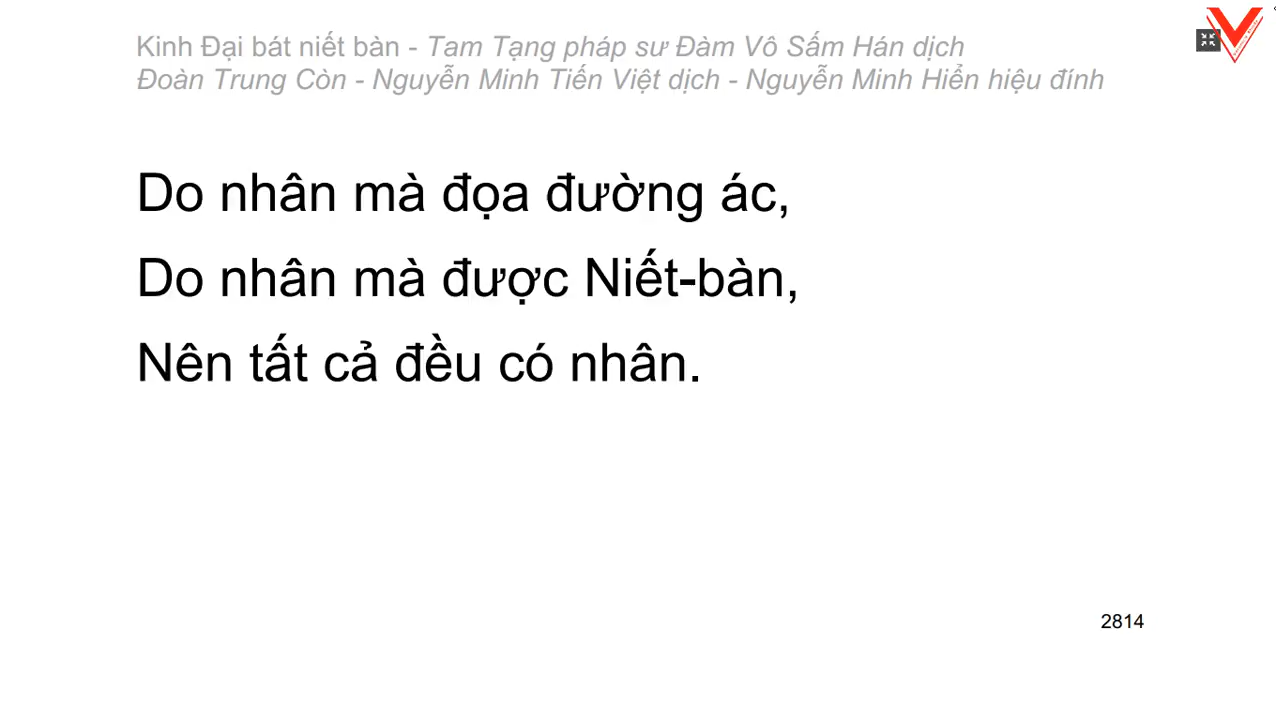 Kinh Đại bát niết bàn - Tam Tạng pháp sư Đàm Vô Sấm Hán dịch
Đoàn Trung Còn - Nguyễn Minh Tiến Việt dịch - Nguyễn Minh Hiển hiệu đính
Do nhân mà đọa đường ác,
Do nhân mà được Niết-bàn,
Nên tất cả đều có nhân.
2814